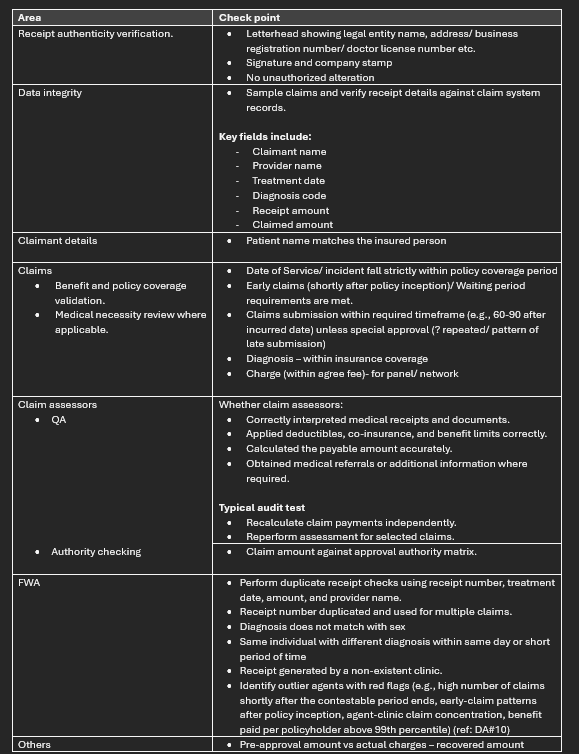 Area Check point
Receipt authenticity verification.
• Letterhead showing legal entity name, address/ business
registration number/ doctor license number etc.
• Signature and company stamp
• No unauthorized alteration
Data integrity
• Sample claims and verify receipt details against claim system
records.
Key fields include:
- Claimant name
- Provider name
- Treatment date
- Diagnosis code
- Receipt amount
- Claimed amount
Claimant details
• Patient name matches the insured person
Claims
• Benefit and policy coverage
validation.
• Medical necessity review where
applicable.
• Date of Service/ incident fall strictly within policy coverage period
• Early claims (shortly after policy inception)/ Waiting period
requirements are met.
• Claims submission within required timeframe (e.g., 60-90 after
incurred date) unless special approval (? repeated/ pattern of
late submission)
• Diagnosis – within insurance coverage
• Charge (within agree fee)- for panel/ network
Claim assessors
• QA
Whether claim assessors:
• Correctly interpreted medical receipts and documents.
• Applied deductibles, co-insurance, and benefit limits correctly.
• Calculated the payable amount accurately.
• Obtained medical referrals or additional information where
required.
Typical audit test
• Recalculate claim payments independently.
• Reperform assessment for selected claims.
• Authority checking
• Claim amount against approval authority matrix.
FWA
• Perform duplicate receipt checks using receipt number, treatment
date, amount, and provider name.
• Receipt number duplicated and used for multiple claims.
• Diagnosis does not match with sex
• Same individual with different diagnosis within same day or short
period of time
• Receipt generated by a non-existent clinic.
• Identify outlier agents with red flags (e.g., high number of claims
shortly after the contestable period ends, early-claim patterns
after policy inception, agent-clinic claim concentration, benefit
paid per policyholder above 99th percentile) (ref: DA#10)
Others
• Pre-approval amount vs actual charges – recovered amount